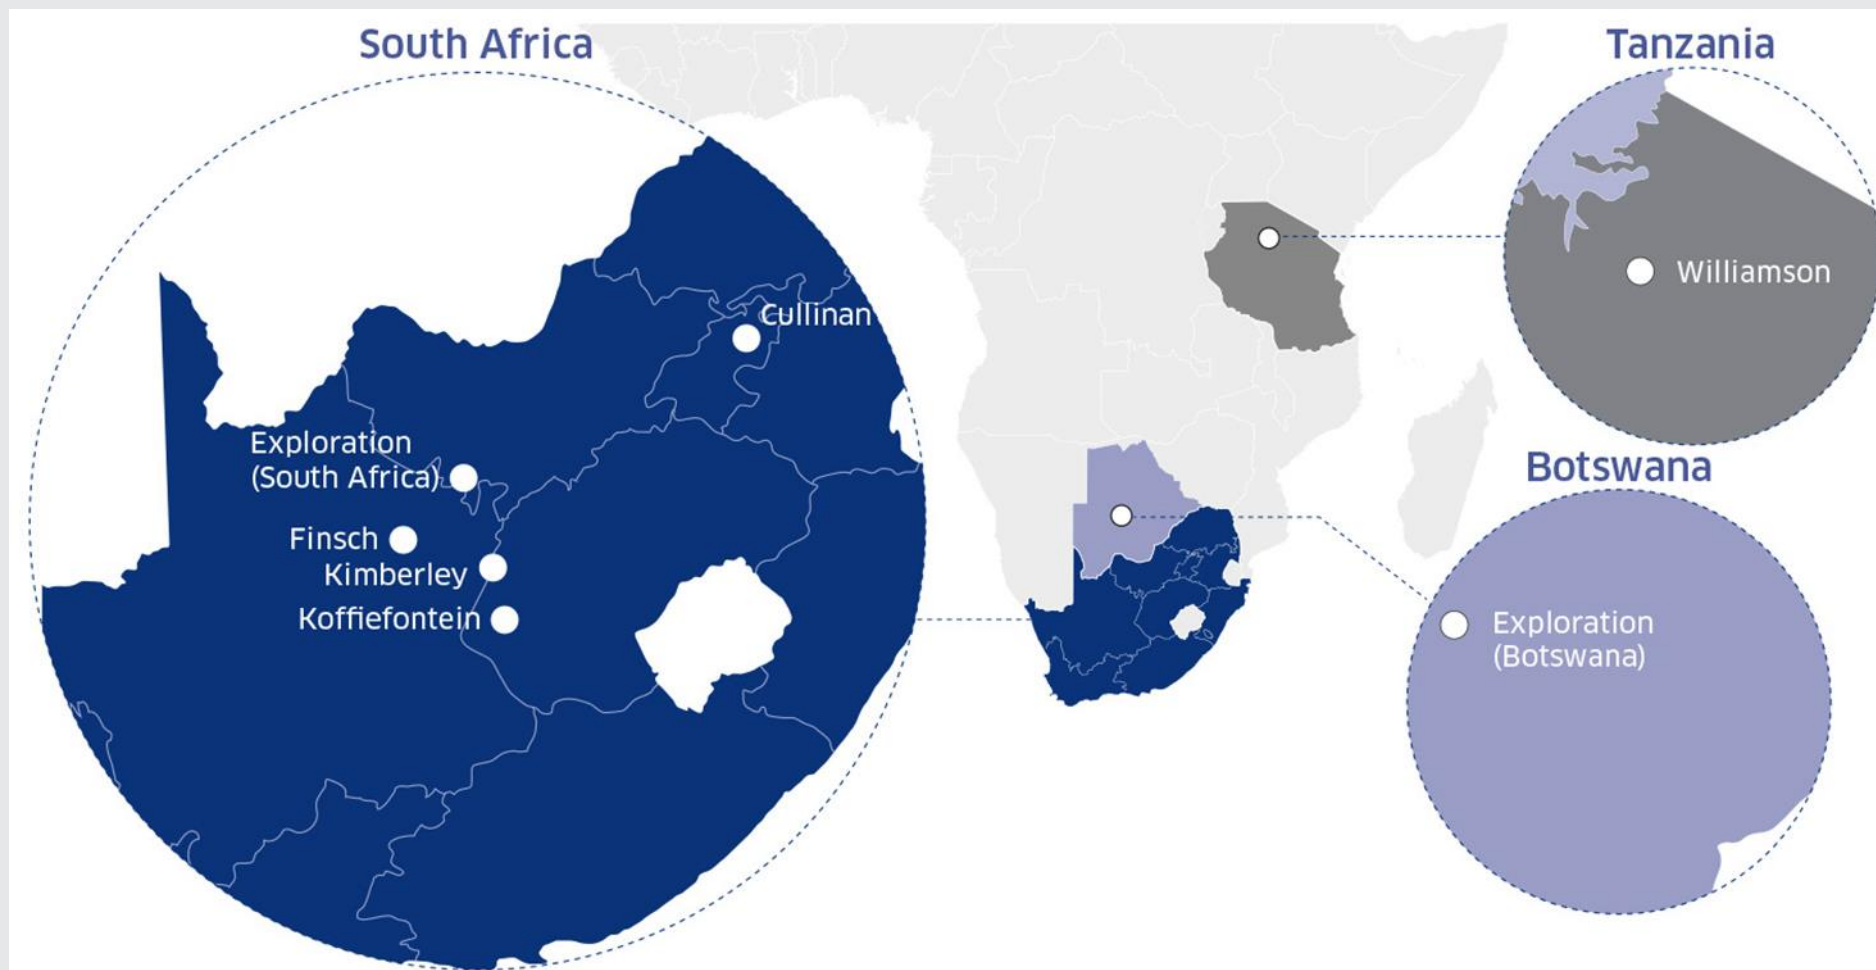 South Africa
Cullinan
Exploration
(South Africa)
Finsch
Kimberley
Koffiefontein
Tanzania
Williamson
Botswana
Exploration
(Botswana)